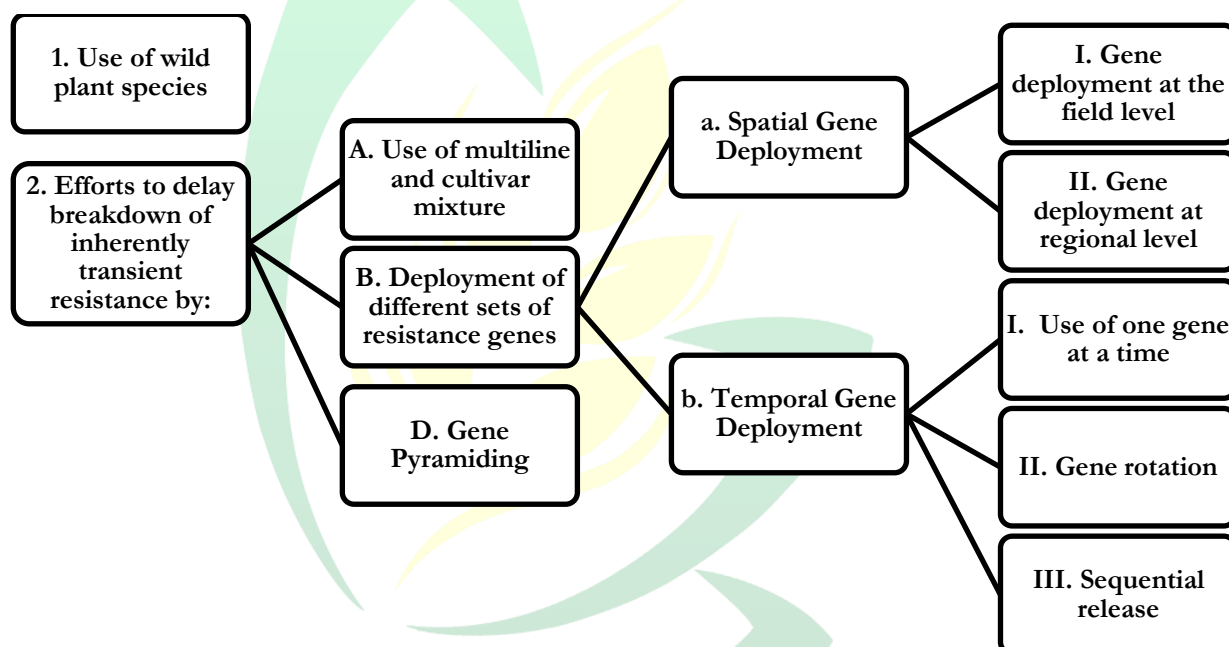 1. Use of wild
plant species
2. Efforts to delay
breakdown of
inherently
transient
resistance by:
A. Use of multiline
and cultivar
mixture
B. Deployment of
different sets of
resistance genes
D. Gene
Pyramiding
a. Spatial Gene
Deployment
b. Temporal Gene
Deployment
I. Gene
deployment at the
field level
II. Gene
deployment at
regional level
I. Use of one gene
at a time
II. Gene rotation
III. Sequential
release